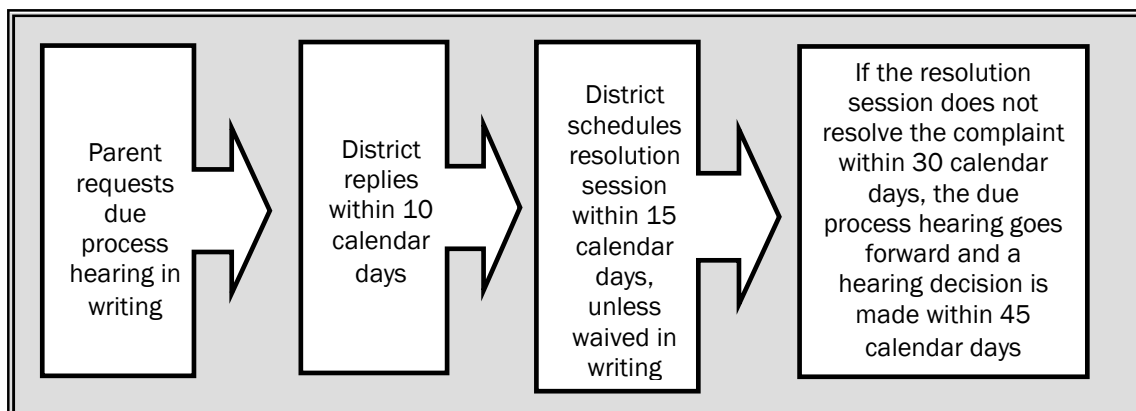 Parent
requests
due
process
hearing in
writing
District
replies
within 10
calendar
days
District
schedules
resolution
session
within 15
calendar
days,
unless
waived in
writing
If the resolution
session does not
resolve the complaint
within 30 calendar
days, the due
process hearing goes
forward and a
hearing decision is
made within 45
calendar days